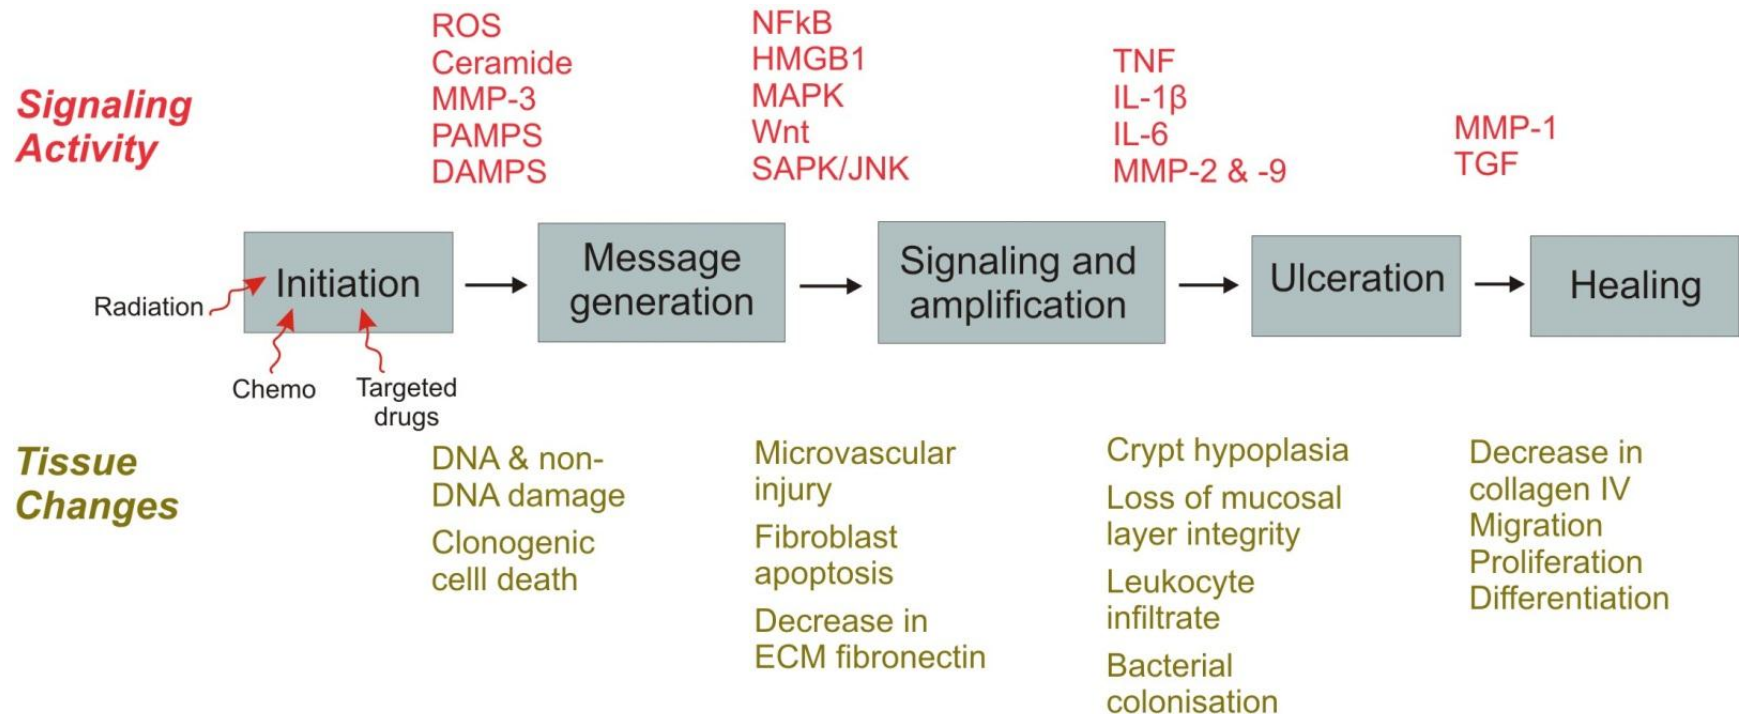 Signaling
Activity
ROS
Ceramide
MMP-3
PAMPS
DAMPS
NFkB
HMGB1
MAPK
Wnt
SAPK/JNK
TNF
IL-1β
IL-6
MMP-2 & -9
MMP-1
TGF
Initiation
Message
generation
Signaling and
amplification
Ulceration
Healing
Radiation
Chemo
Targeted
drugs
Tissue
Changes
DNA & non-
DNA damage
Clonogenic
celll death
Microvascular
injury
Fibroblast
apoptosis
Decrease in
ECM fibronectin
Crypt hypoplasia
Loss of mucosal
layer integrity
Leukocyte
infiltrate
Bacterial
colonisation
Decrease in
collagen IV
Migration
Proliferation
Differentiation